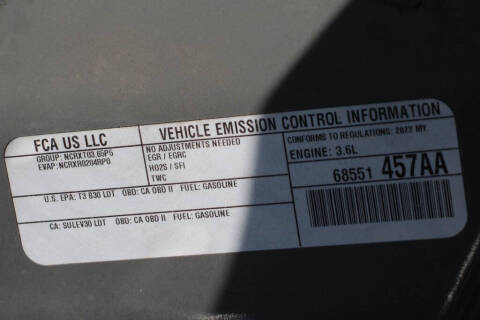 FCA US LLC
GROUP: NCRXT03.65P5
EVAP: NCRXR0204RP0
VEHICLE EMISSION CONTROL INFORMATION
NO ADJUSTMENTS NEEDED
EGR / EGRC
HO2S / SFI
TWC
CONFORMS TO REGULATIONS: 2022 MY
ENGINE: 3.6L
68551 457AA
U.S. EPA: T3 B30 LDT OBD: CA OBD II FUEL: GASOLINE
CA: SULEV30 LDT OBD: CA OBD II FUEL: GASOLINE